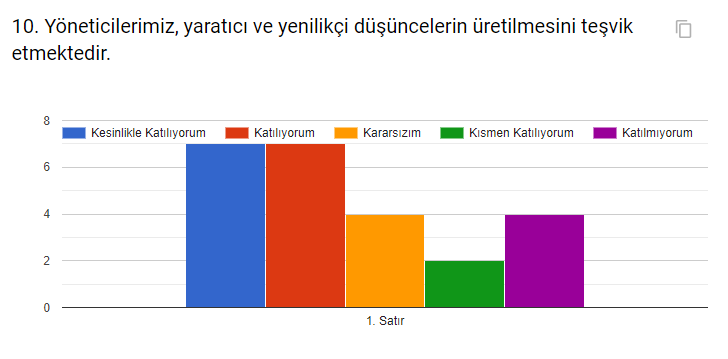 10. Yöneticilerimiz, yaratıcı ve yenilikçi düşüncelerin üretilmesini teşvik
etmektedir.
8
Kesinlikle Katılıyorum Katılıyorum Kararsızım Kısmen Katılıyorum Katılmıyorum
6
4
2
0
1. Satır